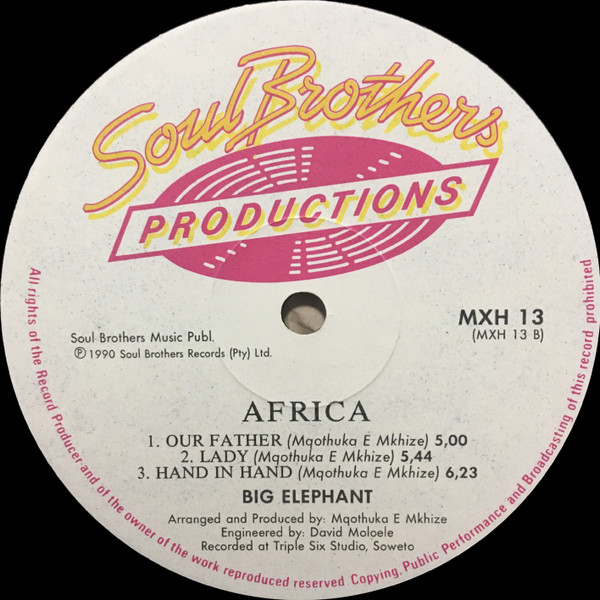 Soul Brothers
PRODUCTIONS
MXH 13
(MXH 13 B)
Soul Brothers Music Publ.
℗ 1990 Soul Brothers Records (Pty) Ltd.
AFRICA
1. OUR FATHER (Mqothuka E Mkhize) 5,00
2. LADY (Mqothuka E Mkhize) 5,44
3. HAND IN HAND (Mqothuka E Mkhize) 6,23
BIG ELEPHANT
Arranged and Produced by: Mqothuka E Mkhize
Engineered by: David Moloele
Recorded at Triple Six Studio, Soweto
All rights of the Record Producer and of the owner of the work reproduced reserved Copying, Public Performance and Broadcasting of this record prohibited